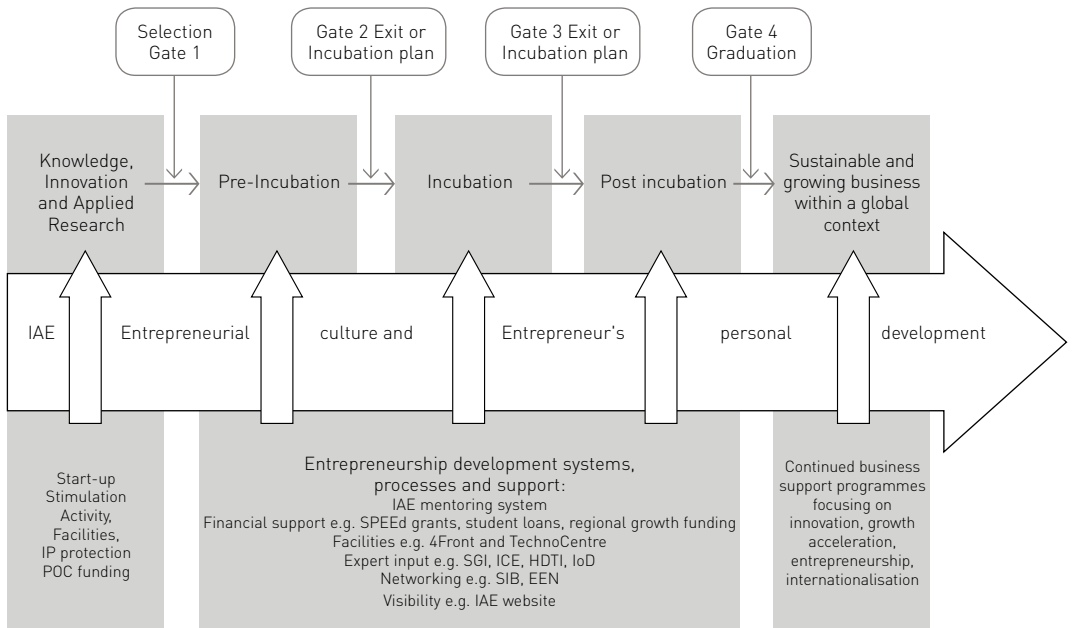 Selection
Gate 1
Gate 2 Exit or
Incubation plan
Gate 3 Exit or
Incubation plan
Gate 4
Graduation
Knowledge,
Innovation
and Applied
Research
Pre-Incubation
Incubation
Post incubation
Sustainable and
growing business
within a global
context
IAE Entrepreneurial culture and Entrepreneur's personal development
Start-up
Stimulation
Activity,
Facilities,
IP protection
POC funding
Entrepreneurship development systems,
processes and support:
IAE mentoring system
Financial support e.g. SPEEd grants, student loans, regional growth funding
Facilities e.g. 4Front and TechnoCentre
Expert input e.g. SGI, ICE, HDTI, IoD
Networking e.g. SIB, EEN
Visibility e.g. IAE website
Continued business
support programmes
focusing on
innovation, growth
acceleration,
entrepreneurship,
internationalisation